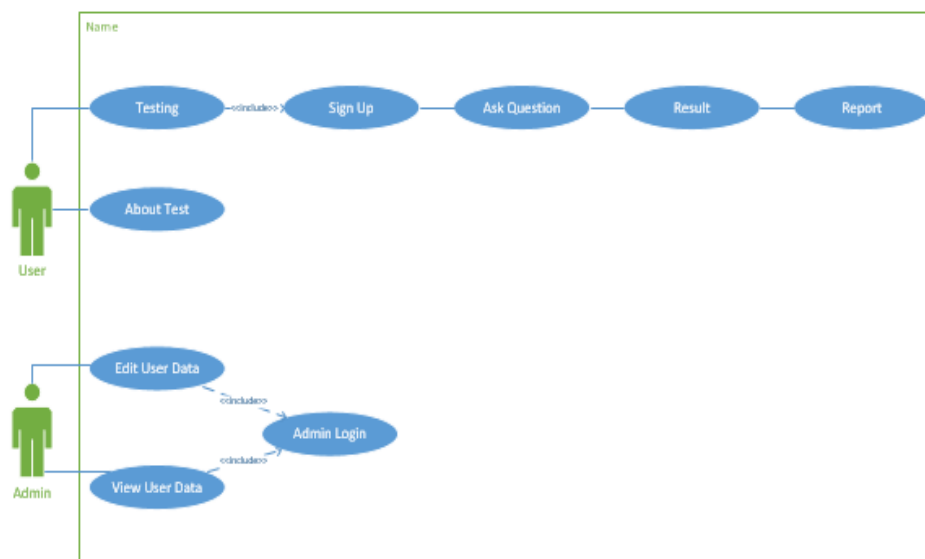 Name
Testing
<<include>>
Sign Up
Ask Question
Result
Report
About Test
User
Edit User Data
<<include>>
Admin Login
<<include>>
View User Data
Admin